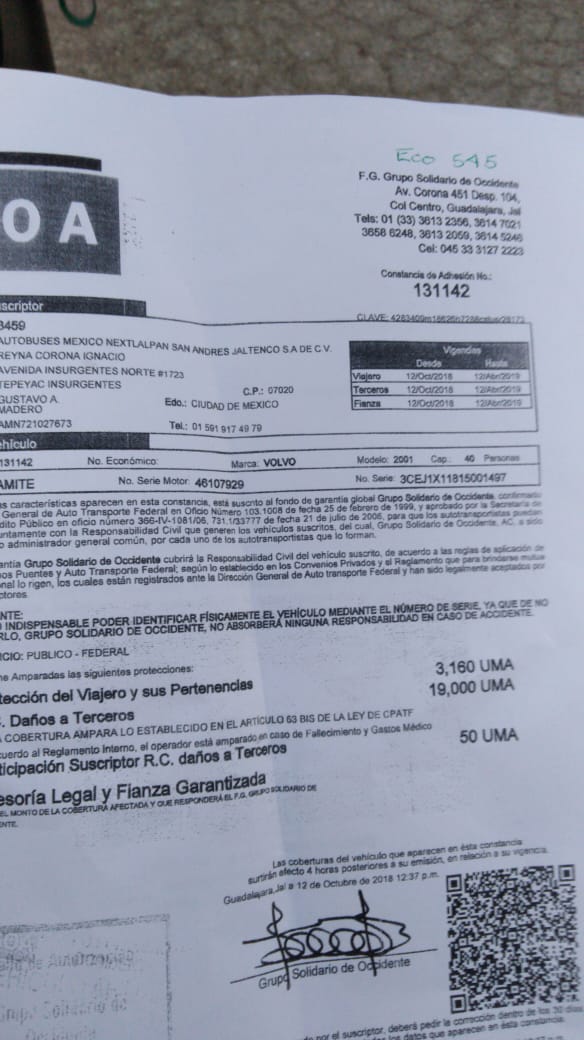 Eco 545
F.G. Grupo Solidario de Occidente
Av. Corona 451 Desp. 104,
Col Centro, Guadalajara, Jal
Tels: 01 (33) 3613 2356, 3614 7021
3658 6248, 3613 2059, 3614 5246
Cel: 045 33 3127 2223
OA
Constancia de Adhesión No.:
131142
scriptor
3459
CLAVE:
AUTOBUSES MEXICO NEXTLALPAN SAN ANDRES JALTENCO S.A DE C.V.
REYNA CORONA IGNACIO
AVENIDA INSURGENTES NORTE #1723
TEPEYAC INSURGENTES
C.P.: 07020
GUSTAVO A.
MADERO
Edo.: CIUDAD DE MEXICO
AMN721027673
Tel.: 01 591 917 49 79
Vigencias
Desde Hasta
Viajero 12/Oct/2018 12/Abr/2019
Terceros 12/Oct/2018 12/Abr/2019
Fianza 12/Oct/2018 12/Abr/2019
hículo
131142 No. Económico: Marca: VOLVO Modelo: 2001 Cap.: 40 Personas
AMITE No. Serie Motor: 46107929 No. Serie: 3CEJ1X11815001497
as características aparecen en esta constancia, está suscrito al fondo de garantía global Grupo Solidario de Occidente, confirmado
General de Auto Transporte Federal en Oficio Número 103.1008 de fecha 25 de febrero de 1999, y aprobado por la Secretaría de
dito Público en oficio número 366-IV-1081/06, 731.1/33777 de fecha 21 de julio de 2006, para que los autotransportistas puedan
untamente con la Responsabilidad Civil que generen los vehículos suscritos, del cual, Grupo Solidario de Occidente, AC. a sido
o administrador general común, por cada uno de los autotransportistas que lo forman.
antía Grupo Solidario de Occidente cubrirá la Responsabilidad Civil del vehículo suscrito, de acuerdo a las reglas de aplicación de
os Puentes y Auto Transporte Federal; según lo establecido en los Convenios Privados y el Reglamento que para brindarse mutuo
onal lo rigen, los cuales están registrados ante la Dirección General de Auto transporte Federal y han sido legalmente aceptados por
ptores.
NTE:
O INDISPENSABLE PODER IDENTIFICAR FÍSICAMENTE EL VEHÍCULO MEDIANTE EL NÚMERO DE SERIE, YA QUE DE NO
RLO, GRUPO SOLIDARIO DE OCCIDENTE, NO ABSORBERÁ NINGUNA RESPONSABILIDAD EN CASO DE ACCIDENTE.
ICIO: PUBLICO - FEDERAL
ne Amparadas las siguientes protecciones:
tección del Viajero y sus Pertenencias 3,160 UMA
. Daños a Terceros 19,000 UMA
A COBERTURA AMPARA LO ESTABLECIDO EN EL ARTÍCULO 63 BIS DE LA LEY DE CPATF
cuerdo al Reglamento Interno, el operador está amparado en caso de Fallecimiento y Gastos Médico
ticipación Suscriptor R.C. daños a Terceros 50 UMA
esoría Legal y Fianza Garantizada
EL MONTO DE LA COBERTURA AFECTADA Y QUE RESPONDERÁ EL F.G. GRUPO SOLIDARIO DE
ENTE.
Las coberturas del vehículo que aparecen en ésta constancia
surtirán efecto 4 horas posteriores a su emisión, en relación a su vigencia.
Guadalajara,Jal a 12 de Octubre de 2018 12:37 p.m.
Grupo Solidario de Occidente
por el suscriptor, deberá pedir la corrección dentro de los 30 días
los datos que aparecen en ésta constancia.